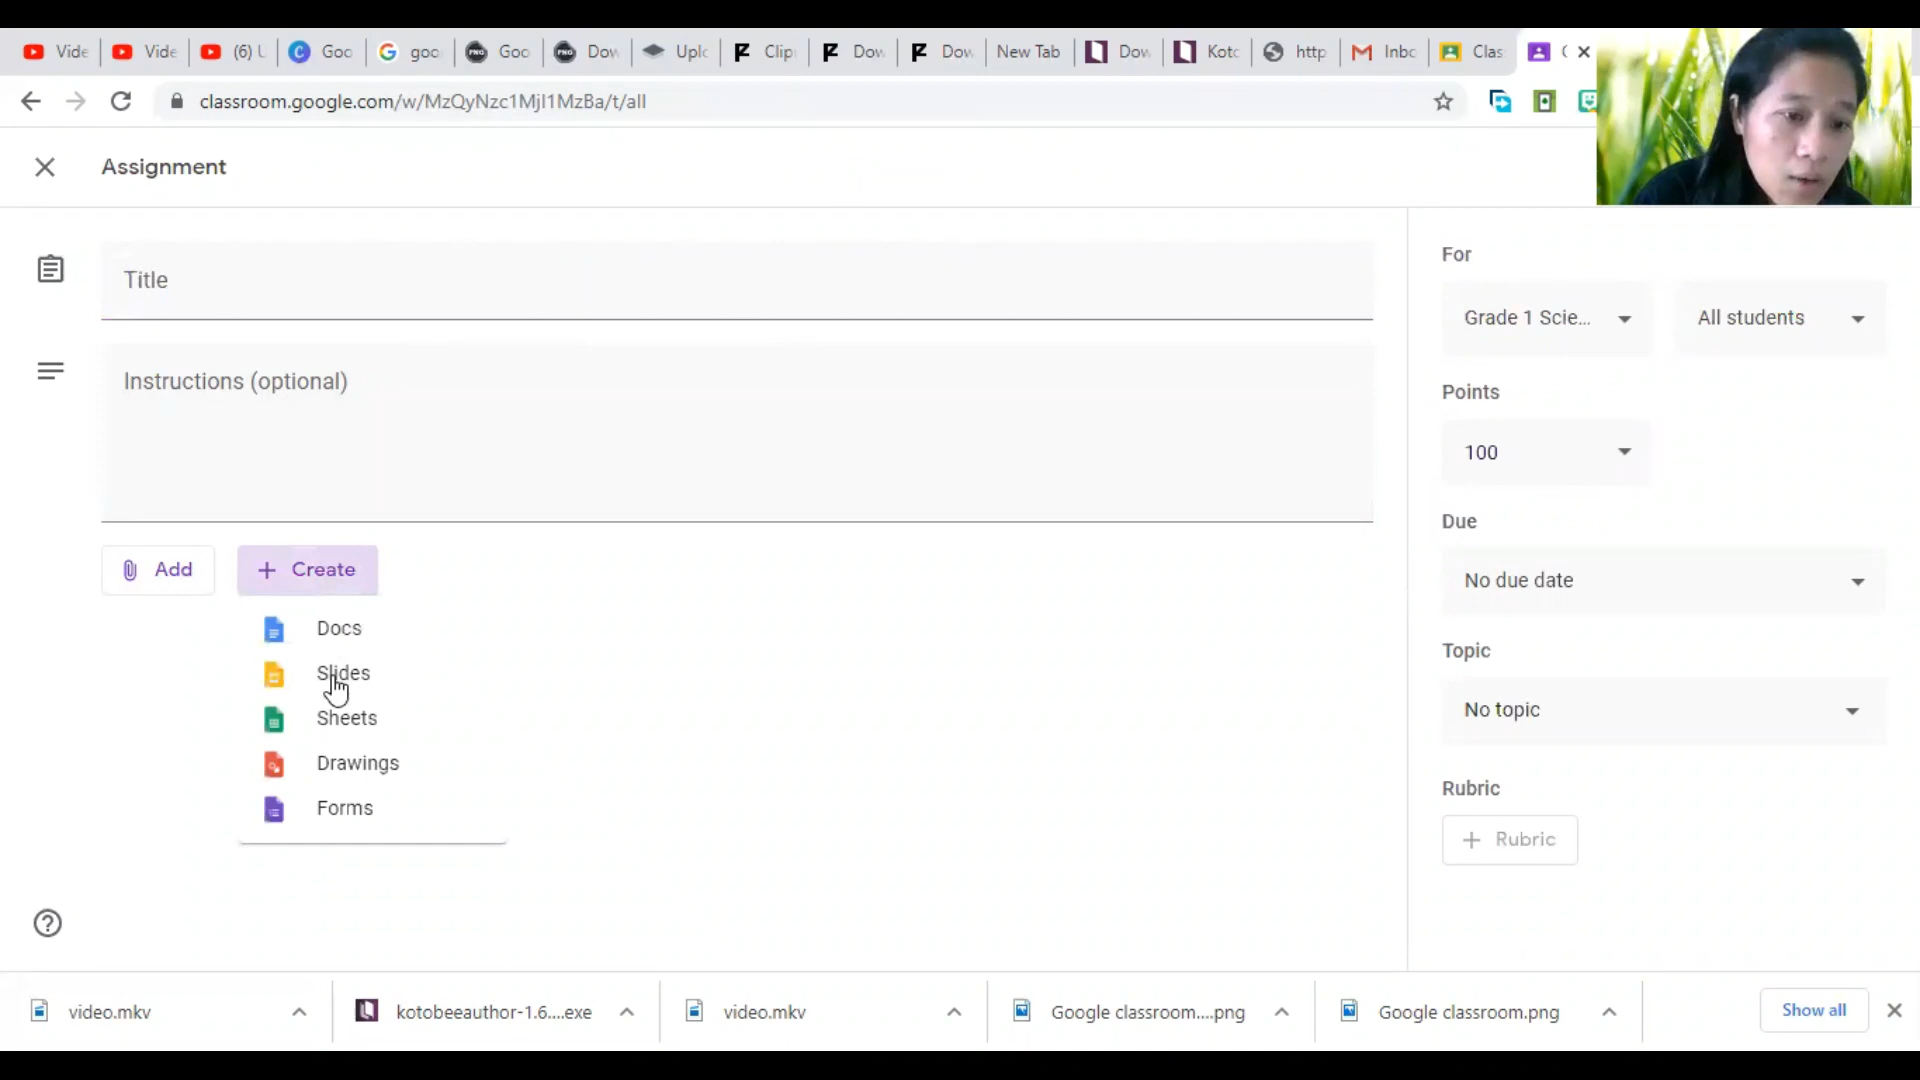 Vide Vide (6) U Goo goo Goo Dow Uplo Clip Dow Dow New Tab Dow Koto http Inbo Clas
classroom.google.com/w/MzQyNzc1MjI1MzBa/t/all
Assignment
Title
Instructions (optional)
Add
Create
Docs
Slides
Sheets
Drawings
Forms
For
Grade 1 Scie...
All students
Points
100
Due
No due date
Topic
No topic
Rubric
Rubric
video.mkv
kotobeeauthor-1.6....exe
video.mkv
Google classroom....png
Google classroom.png
Show all